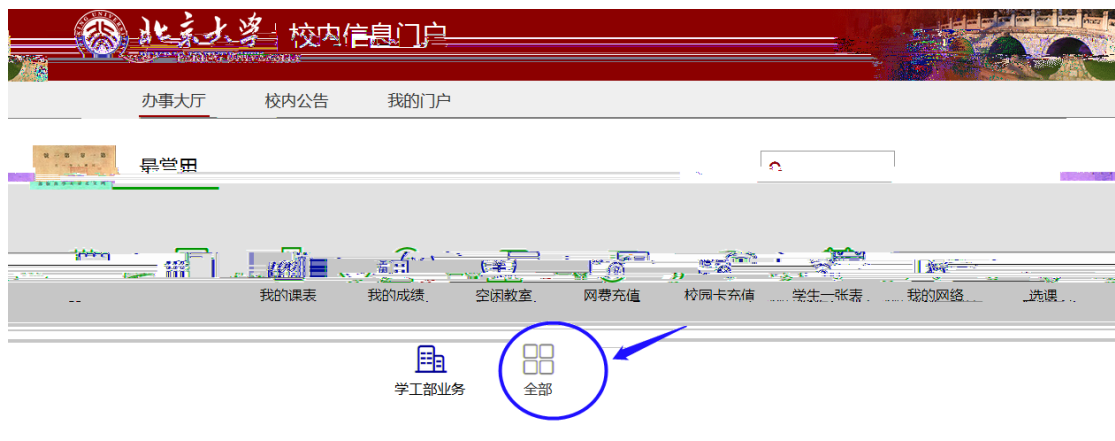 北京大学 校内信息门户
办事大厅 校内公告 我的门户
最常用
我的课表 我的成绩 空闲教室 网费充值 校园卡充值 学生一张表 我的网络 选课
学工部业务 全部